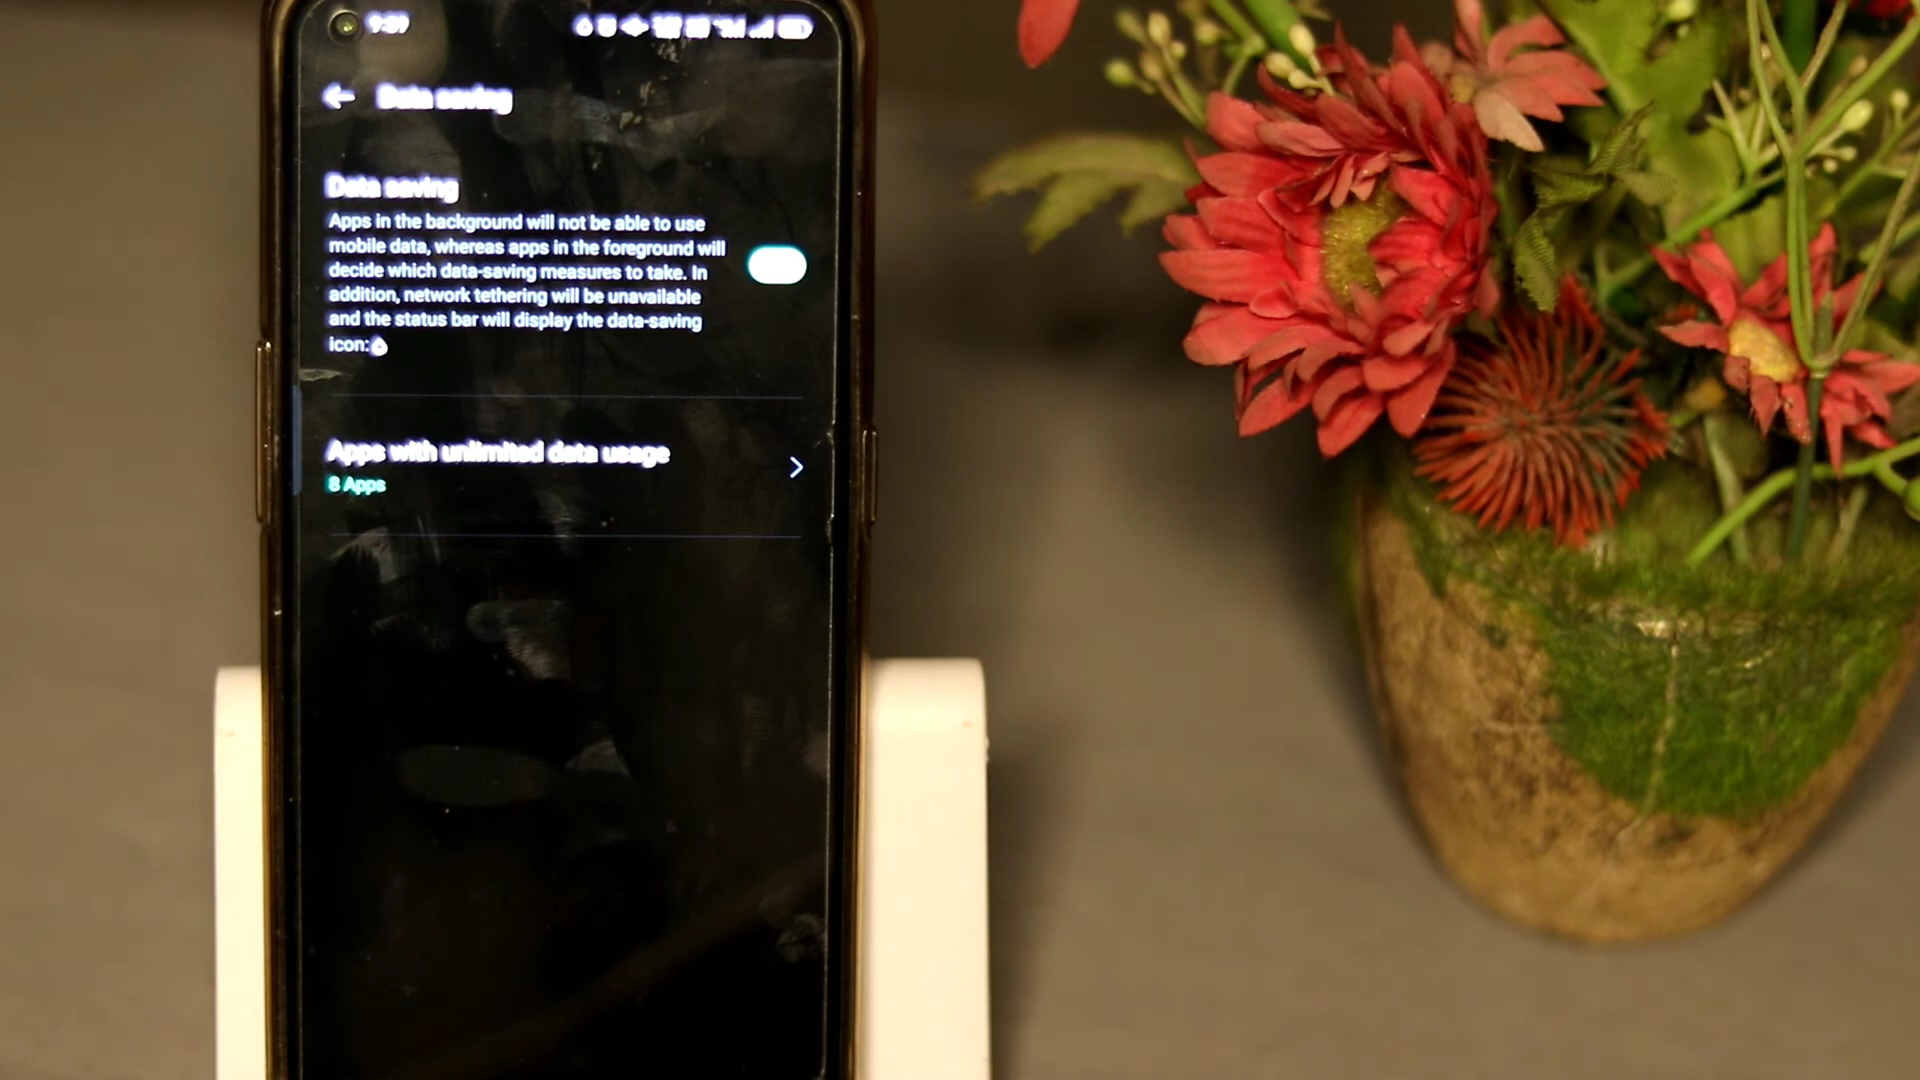 Data saving
Data saving
Apps in the background will not be able to use
mobile data, whereas apps in the foreground will
decide which data-saving measures to take. In
addition, network tethering will be unavailable
and the status bar will display the data-saving
icon:
Apps with unlimited data usage
8 Apps